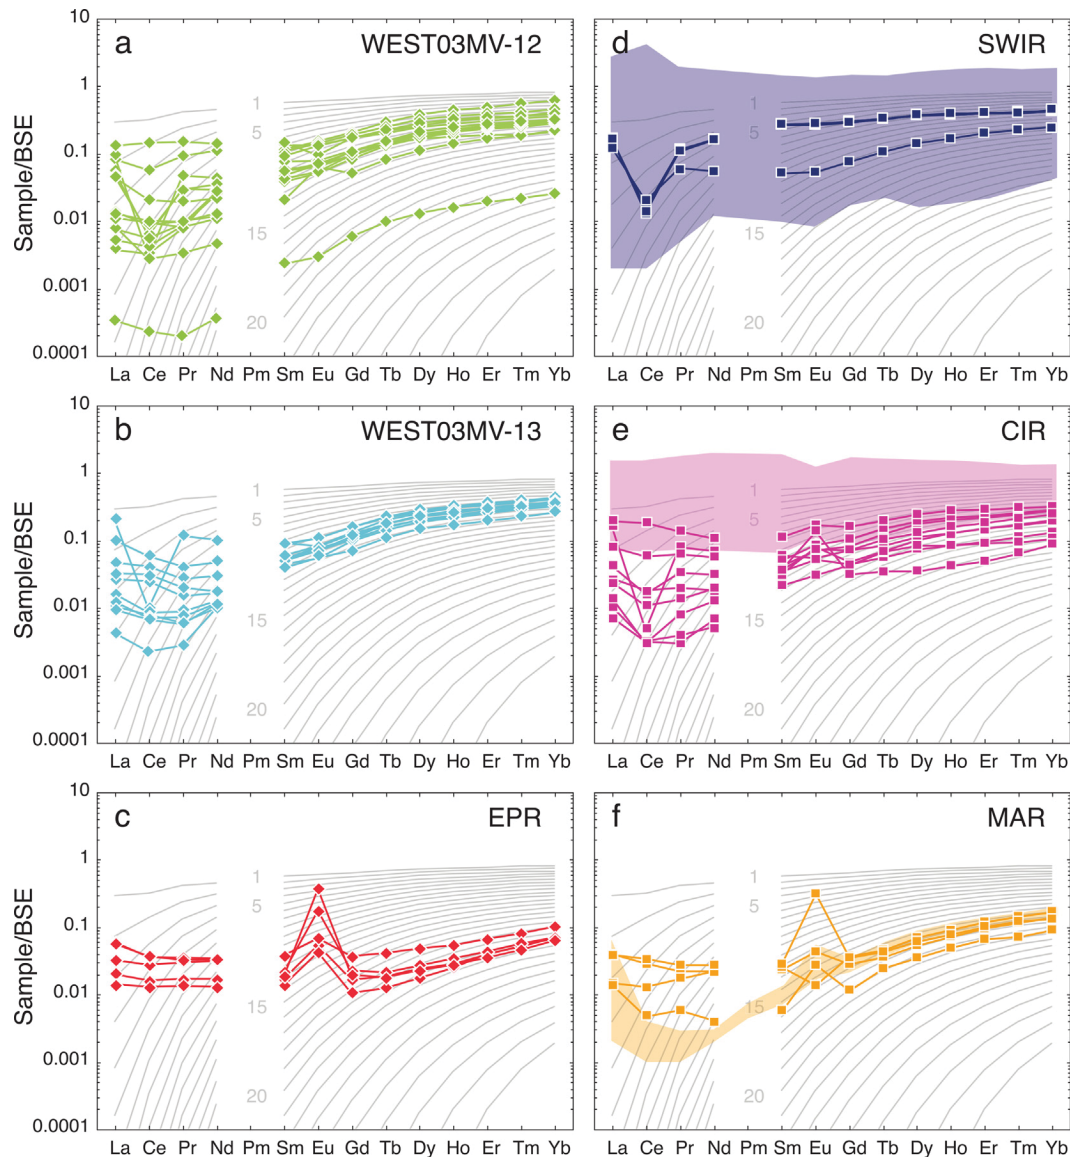 a WEST03MV-12
10
1
0.1
0.01
0.001
0.0001
Sample/BSE
1
5
15
20
La Ce Pr Nd Pm Sm Eu Gd Tb Dy Ho Er Tm Yb
d SWIR
1
5
15
20
La Ce Pr Nd Pm Sm Eu Gd Tb Dy Ho Er Tm Yb
b WEST03MV-13
10
1
0.1
0.01
0.001
0.0001
Sample/BSE
1
5
15
20
La Ce Pr Nd Pm Sm Eu Gd Tb Dy Ho Er Tm Yb
e CIR
1
5
15
20
La Ce Pr Nd Pm Sm Eu Gd Tb Dy Ho Er Tm Yb
c EPR
10
1
0.1
0.01
0.001
0.0001
Sample/BSE
1
5
15
20
La Ce Pr Nd Pm Sm Eu Gd Tb Dy Ho Er Tm Yb
f MAR
1
5
15
20
La Ce Pr Nd Pm Sm Eu Gd Tb Dy Ho Er Tm Yb